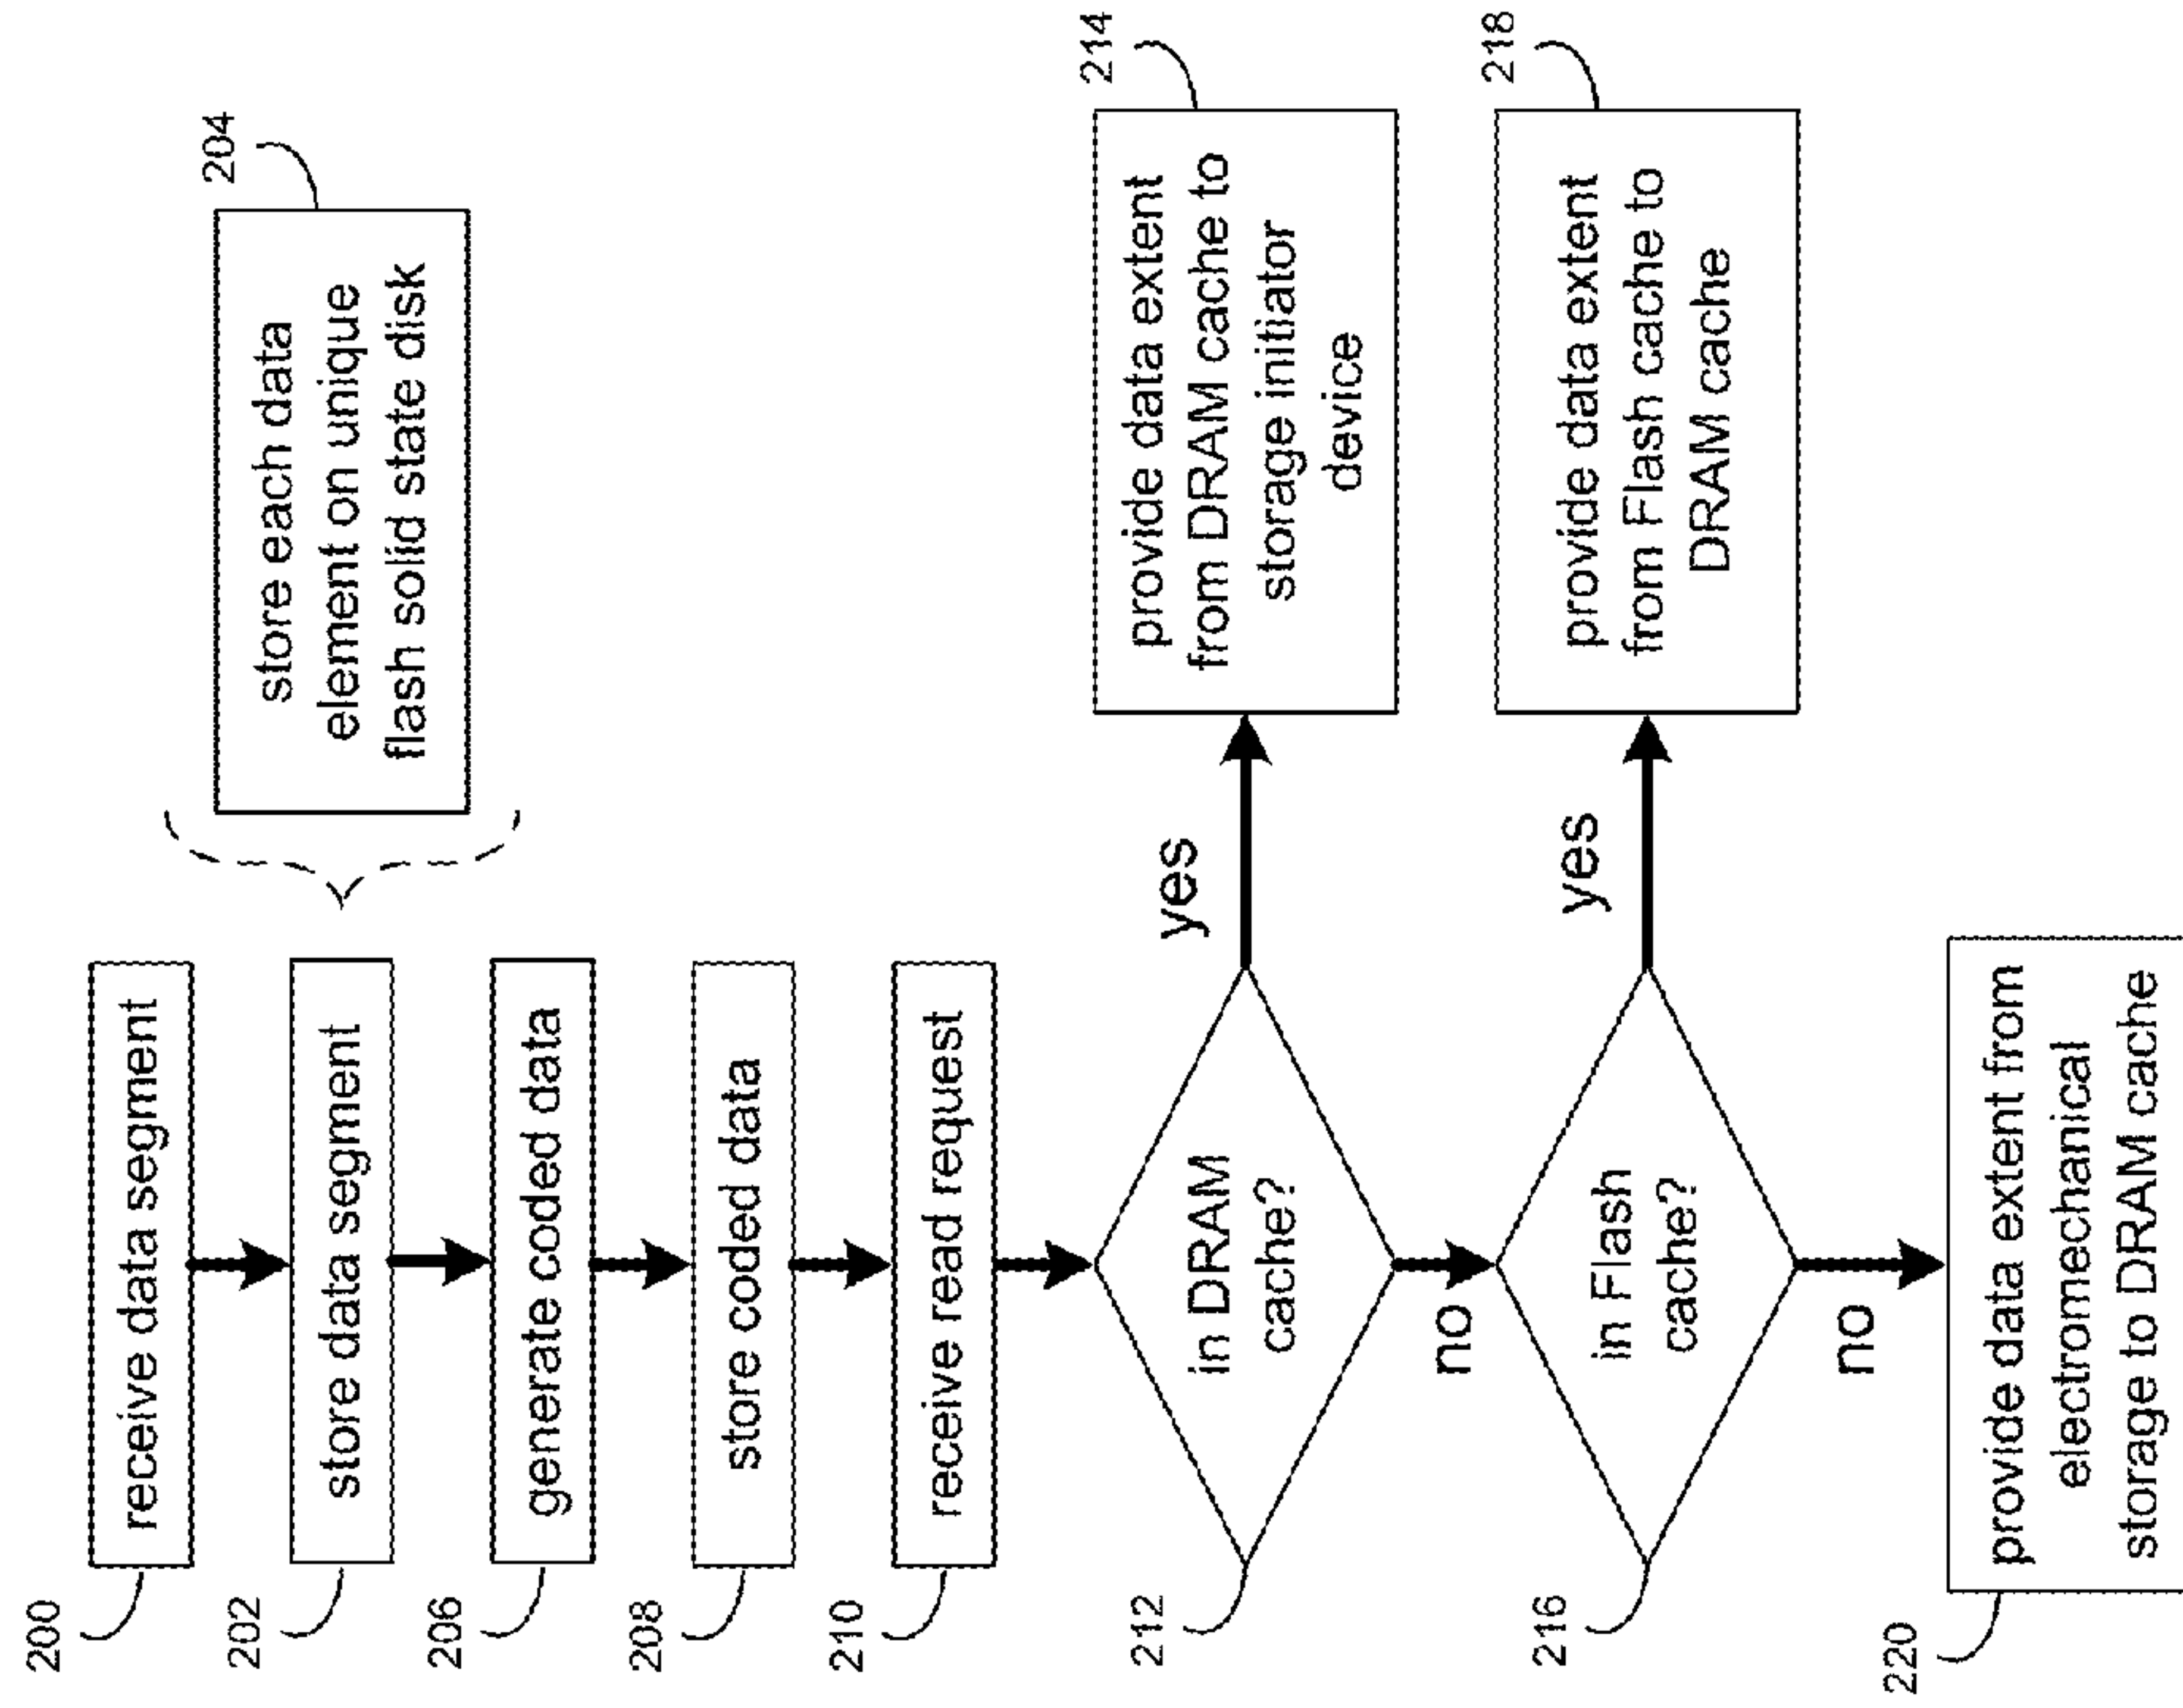 200
receive data segment
202
store data segment
204
store each data
element on unique
flash solid state disk
206
generate coded data
208
store coded data
210
receive read request
212
in DRAM
cache?
yes
214
provide data extent
from DRAM cache to
storage initiator
device
no
216
in Flash
cache?
yes
218
provide data extent
from Flash cache to
DRAM cache
no
220
provide data extent from
electromechanical
storage to DRAM cache